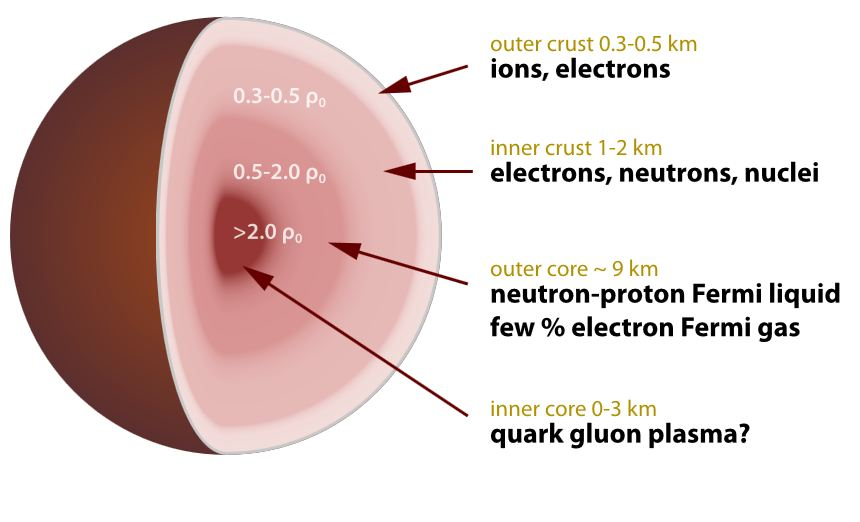 outer crust 0.3-0.5 km
ions, electrons
0.3-0.5 ρ₀
inner crust 1-2 km
electrons, neutrons, nuclei
0.5-2.0 ρ₀
>2.0 ρ₀
outer core ~ 9 km
neutron-proton Fermi liquid
few % electron Fermi gas
inner core 0-3 km
quark gluon plasma?